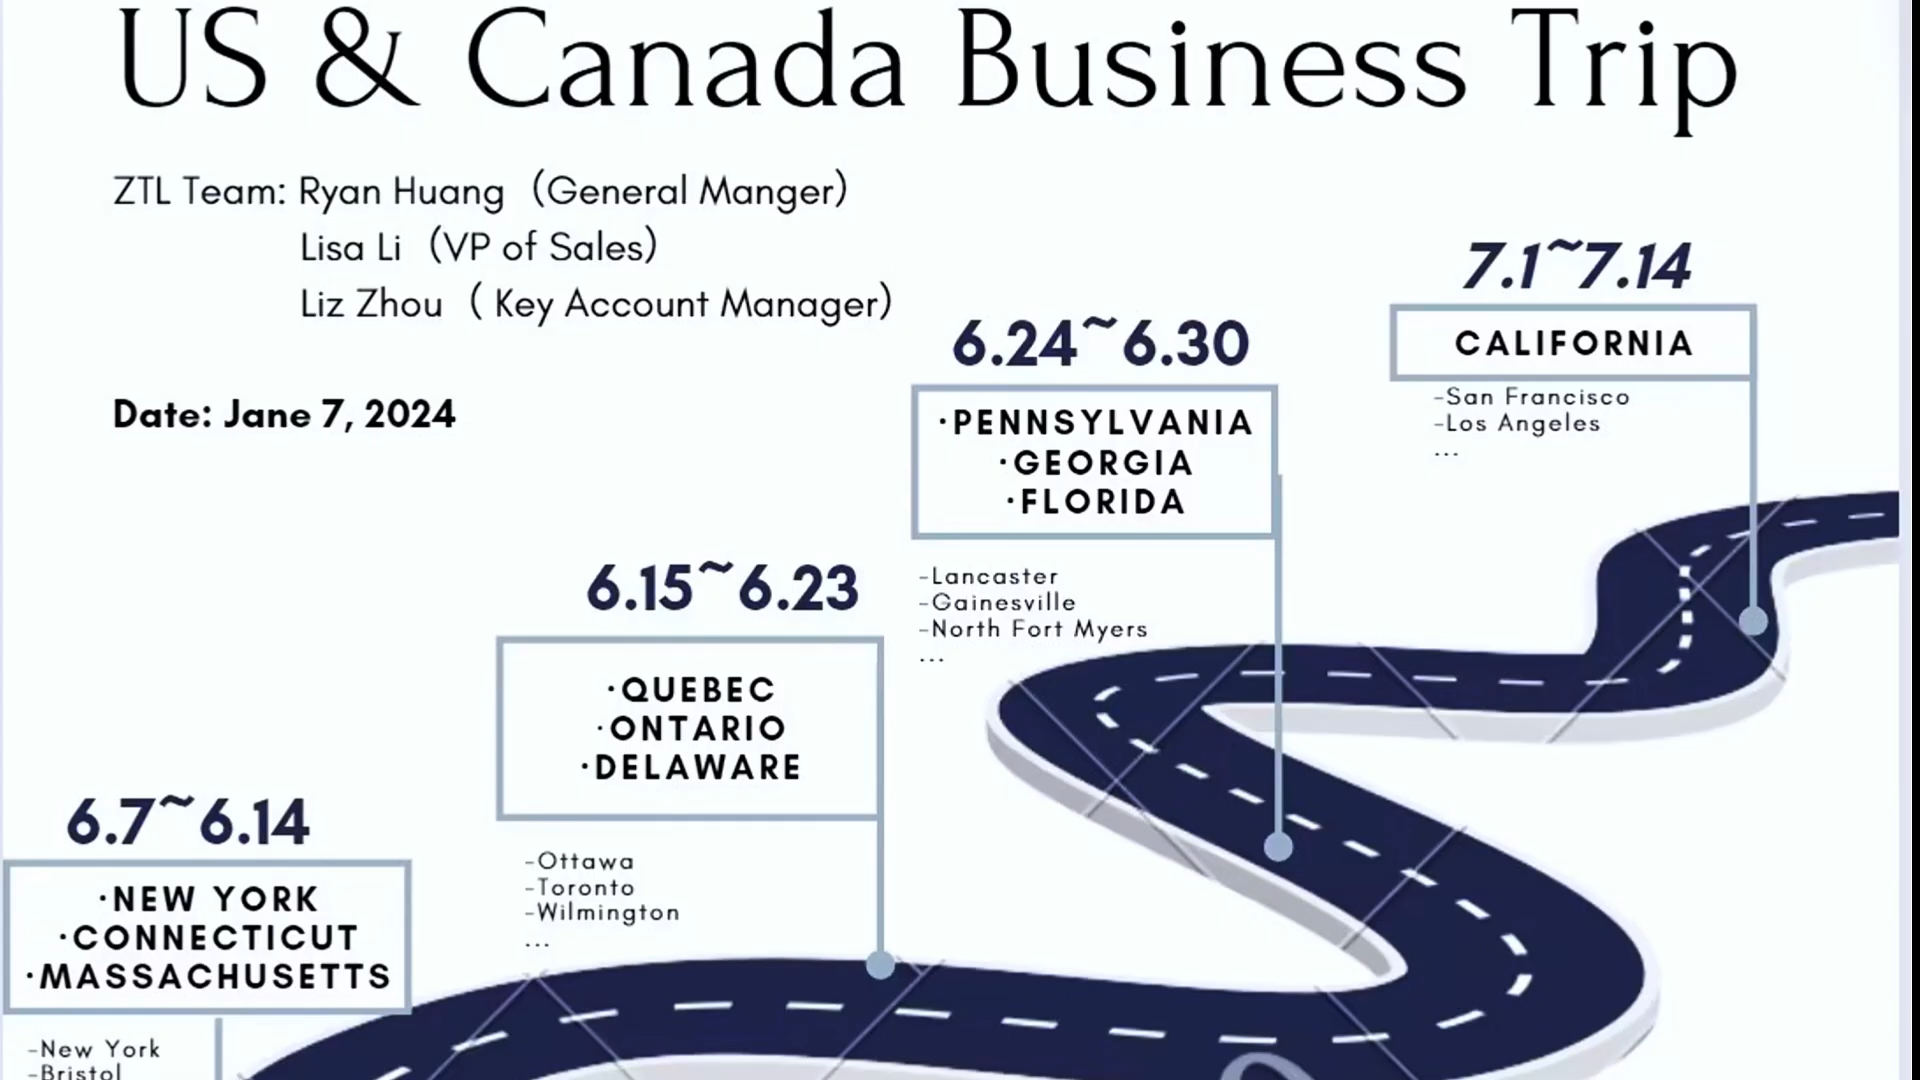 US & Canada Business Trip
ZTL Team: Ryan Huang (General Manger)
Lisa Li (VP of Sales)
Liz Zhou ( Key Account Manager)
Date: Jane 7, 2024
7.1~7.14
CALIFORNIA
-San Francisco
-Los Angeles
...
6.24~6.30
·PENNSYLVANIA
·GEORGIA
·FLORIDA
-Lancaster
-Gainesville
-North Fort Myers
...
6.15~6.23
·QUEBEC
·ONTARIO
·DELAWARE
-Ottawa
-Toronto
-Wilmington
...
6.7~6.14
·NEW YORK
·CONNECTICUT
·MASSACHUSETTS
-New York
-Bristol